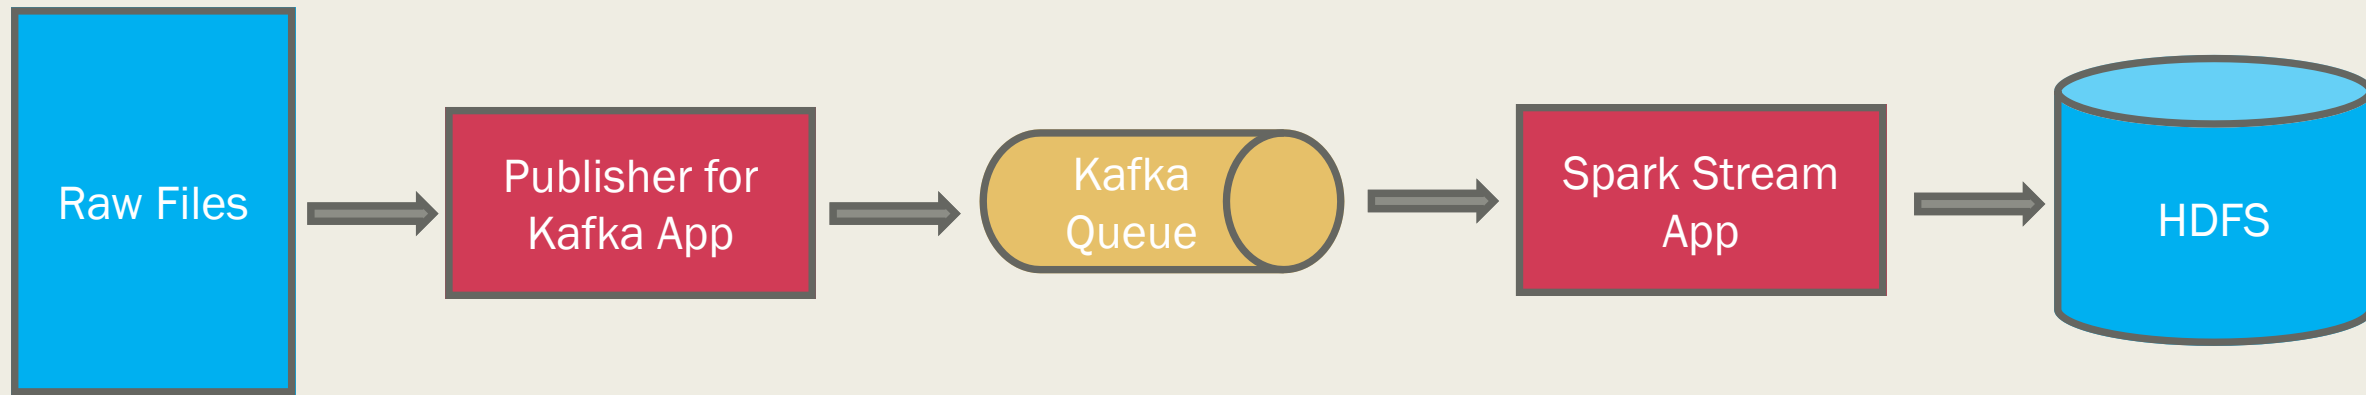 Raw Files
Publisher for
Kafka App
Kafka
Queue
Spark Stream
App
HDFS